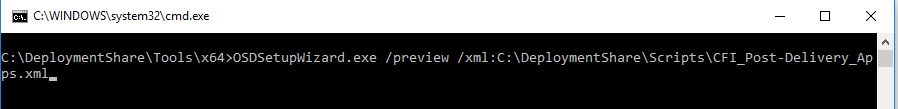 C:\WINDOWS\system32\cmd.exe
C:\DeploymentShare\Tools\x64>OSDSetupWizard.exe /preview /xml:C:\DeploymentShare\Scripts\CFI_Post-Delivery_Ap
ps.xml